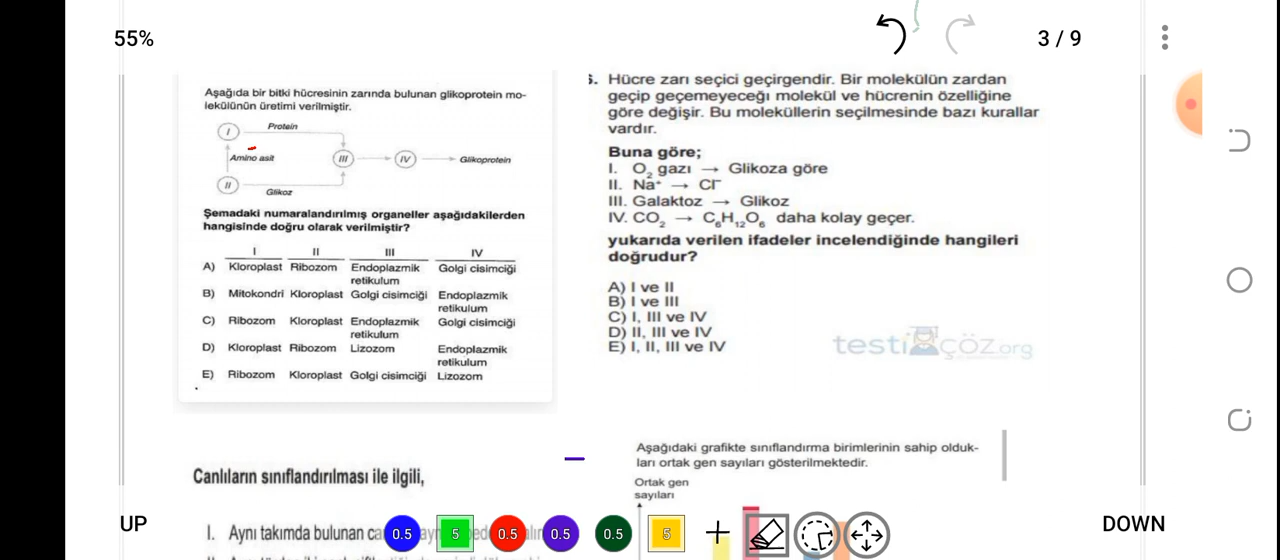 55%
3 / 9
Aşağıda bir bitki hücresinin zarında bulunan glikoprotein mo-
lekülünün üretimi verilmiştir.
I
Protein
Amino asit
III
IV
Glikoprotein
II
Glikoz
Şemadaki numaralandırılmış organeller aşağıdakilerden
hangisinde doğru olarak verilmiştir?
I II III IV
A) Kloroplast Ribozom Endoplazmik Golgi cisimciği
retikulum
B) Mitokondri Kloroplast Golgi cisimciği Endoplazmik
retikulum
C) Ribozom Kloroplast Endoplazmik Golgi cisimciği
retikulum
D) Kloroplast Ribozom Lizozom Endoplazmik
retikulum
E) Ribozom Kloroplast Golgi cisimciği Lizozom
Canlıların sınıflandırılması ile ilgili,
I. Aynı takımda bulunan
Hücre zarı seçici geçirgendir. Bir molekülün zardan
geçip geçemeyeceği molekül ve hücrenin özelliğine
göre değişir. Bu moleküllerin seçilmesinde bazı kurallar
vardır.
Buna göre;
I. O₂ gazı → Glikoza göre
II. Na⁺ → Cl⁻
III. Galaktoz → Glikoz
IV. CO₂ → C₆H₁₂O₆ daha kolay geçer.
yukarıda verilen ifadeler incelendiğinde hangileri
doğrudur?
A) I ve II
B) I ve III
C) I, III ve IV
D) II, III ve IV
E) I, II, III ve IV
testiçöz.org
Aşağıdaki grafikte sınıflandırma birimlerinin sahip olduk-
ları ortak gen sayıları gösterilmektedir.
Ortak gen
sayıları
UP
0.5 5 0.5 0.5 0.5 5
DOWN